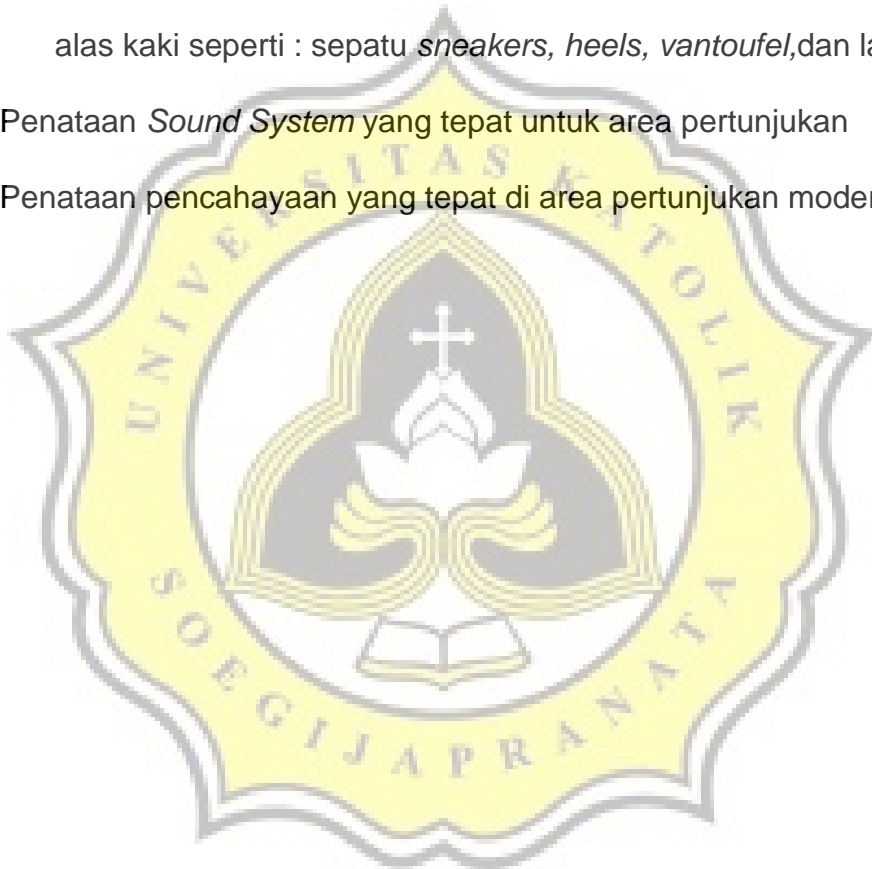 alas kaki seperti : sepatu sneakers, heels, vantoufel,dan la
Penataan Sound System yang tepat untuk area pertunjukan
Penataan pencahayaan yang tepat di area pertunjukan moder
UNIVERSITAS KATOLIK
SOEGIJAPRANATA